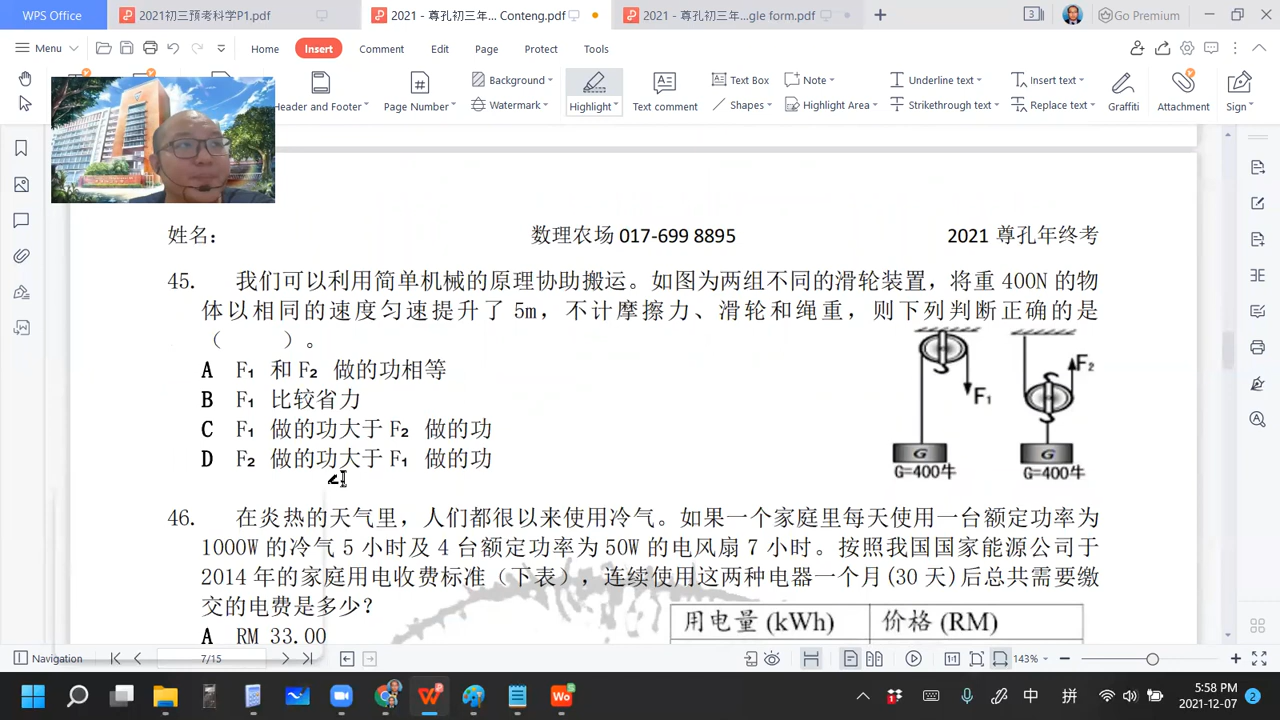 WPS Office
2021初三预考科学P1.pdf
2021 - 尊孔初三年... Conteng.pdf
2021 - 尊孔初三年...gle form.pdf
3
Go Premium
Menu
Home
Insert
Comment
Edit
Page
Protect
Tools
Header and Footer
Page Number
Background
Watermark
Highlight
Text comment
Text Box
Shapes
Note
Highlight Area
Underline text
Strikethrough text
Insert text
Replace text
Graffiti
Attachment
Sign
姓名:
数理农场 017-699 8895
2021 尊孔年终考
45. 我们可以利用简单机械的原理协助搬运。如图为两组不同的滑轮装置，将重 400N 的物
体以相同的速度匀速提升了 5m，不计摩擦力、滑轮和绳重，则下列判断正确的是
（ ）。
A F₁ 和 F₂ 做的功相等
B F₁ 比较省力
C F₁ 做的功大于 F₂ 做的功
D F₂ 做的功大于 F₁ 做的功
F₁
F₂
G
G
G=400牛
G=400牛
46. 在炎热的天气里，人们都很以来使用冷气。如果一个家庭里每天使用一台额定功率为
1000W 的冷气 5 小时及 4 台额定功率为 50W 的电风扇 7 小时。按照我国国家能源公司于
2014 年的家庭用电收费标准（下表），连续使用这两种电器一个月(30 天)后总共需要缴
交的电费是多少？
用电量 (kWh) 价格 (RM)
A RM 33.00
Navigation
7/15
143%
中
拼
5:58 PM
2021-12-07
2